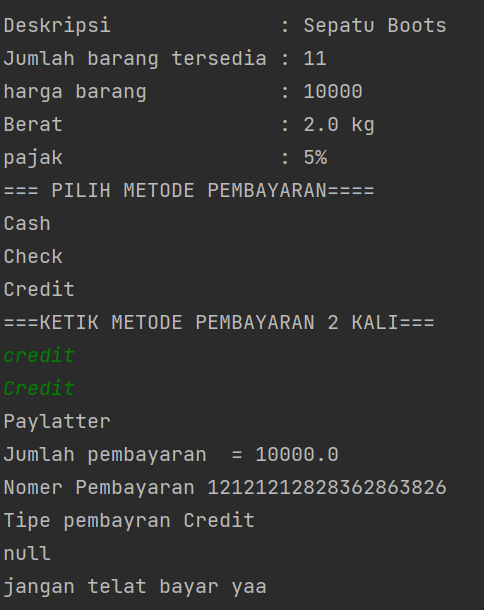 Deskripsi              : Sepatu Boots
Jumlah barang tersedia : 11
harga barang           : 10000
Berat                  : 2.0 kg
pajak                  : 5%
=== PILIH METODE PEMBAYARAN====
Cash
Check
Credit
===KETIK METODE PEMBAYARAN 2 KALI===
credit
Credit
Paylatter
Jumlah pembayaran  = 10000.0
Nomer Pembayaran 12121212828362863826
Tipe pembayran Credit
null
jangan telat bayar yaa